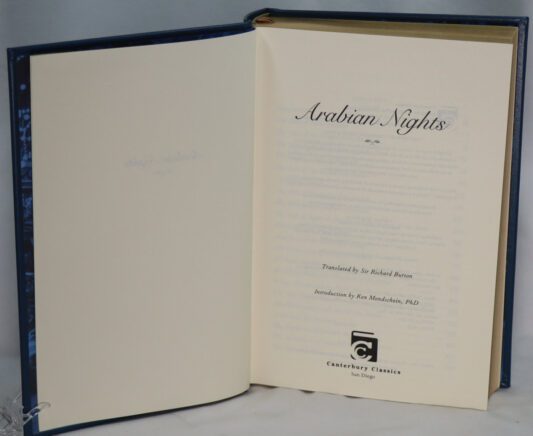 Arabian Nights
Translated by Sir Richard Burton
Introduction by Ken Mondschein, PhD
Canterbury Classics
San Diego